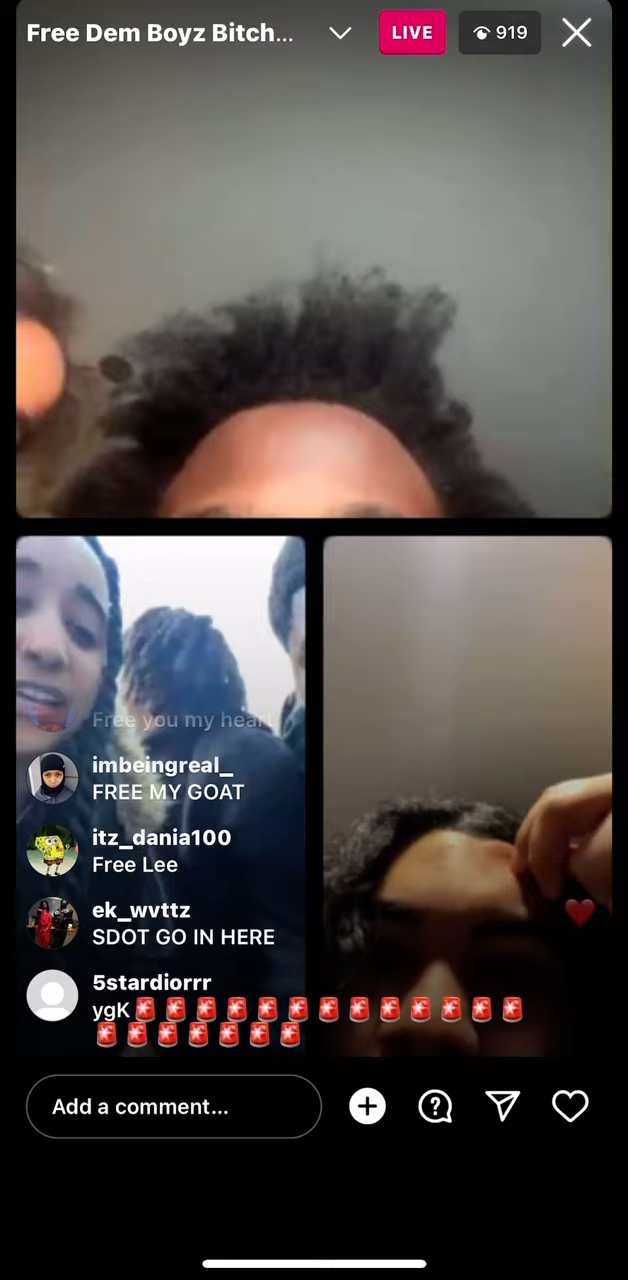 Free Dem Boyz Bitch...
LIVE
919
Free you my heart
imbeingreal_
FREE MY GOAT
itz_dania100
Free Lee
ek_wvttz
SDOT GO IN HERE
5stardiorrr
ygK🚨🚨🚨🚨🚨🚨🚨🚨🚨🚨🚨🚨🚨
🚨🚨🚨🚨🚨🚨🚨
Add a comment...